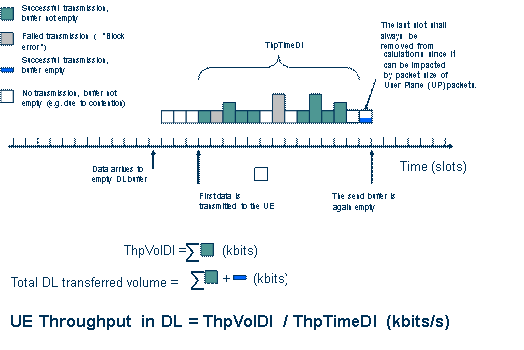 Successful transmission,
buffer not empty
Failed transmission ( "Block
error")
Successful transmission,
buffer empty
No transmission, buffer not
empty (e.g. due to contention)
ThpTimeDl
The last slot shall
always be
removed from
calulations since it
can be impacted
by packet size of
User Plane (UP) packets.
Time (slots)
Data arrives to
empty DL buffer
First data is
transmitted to the UE
The send buffer is
again empty
ThpVolDl =∑ (kbits)
Total DL transferred volume = ∑ + (kbits)
UE Throughput in DL = ThpVolDl / ThpTimeDl (kbits/s)